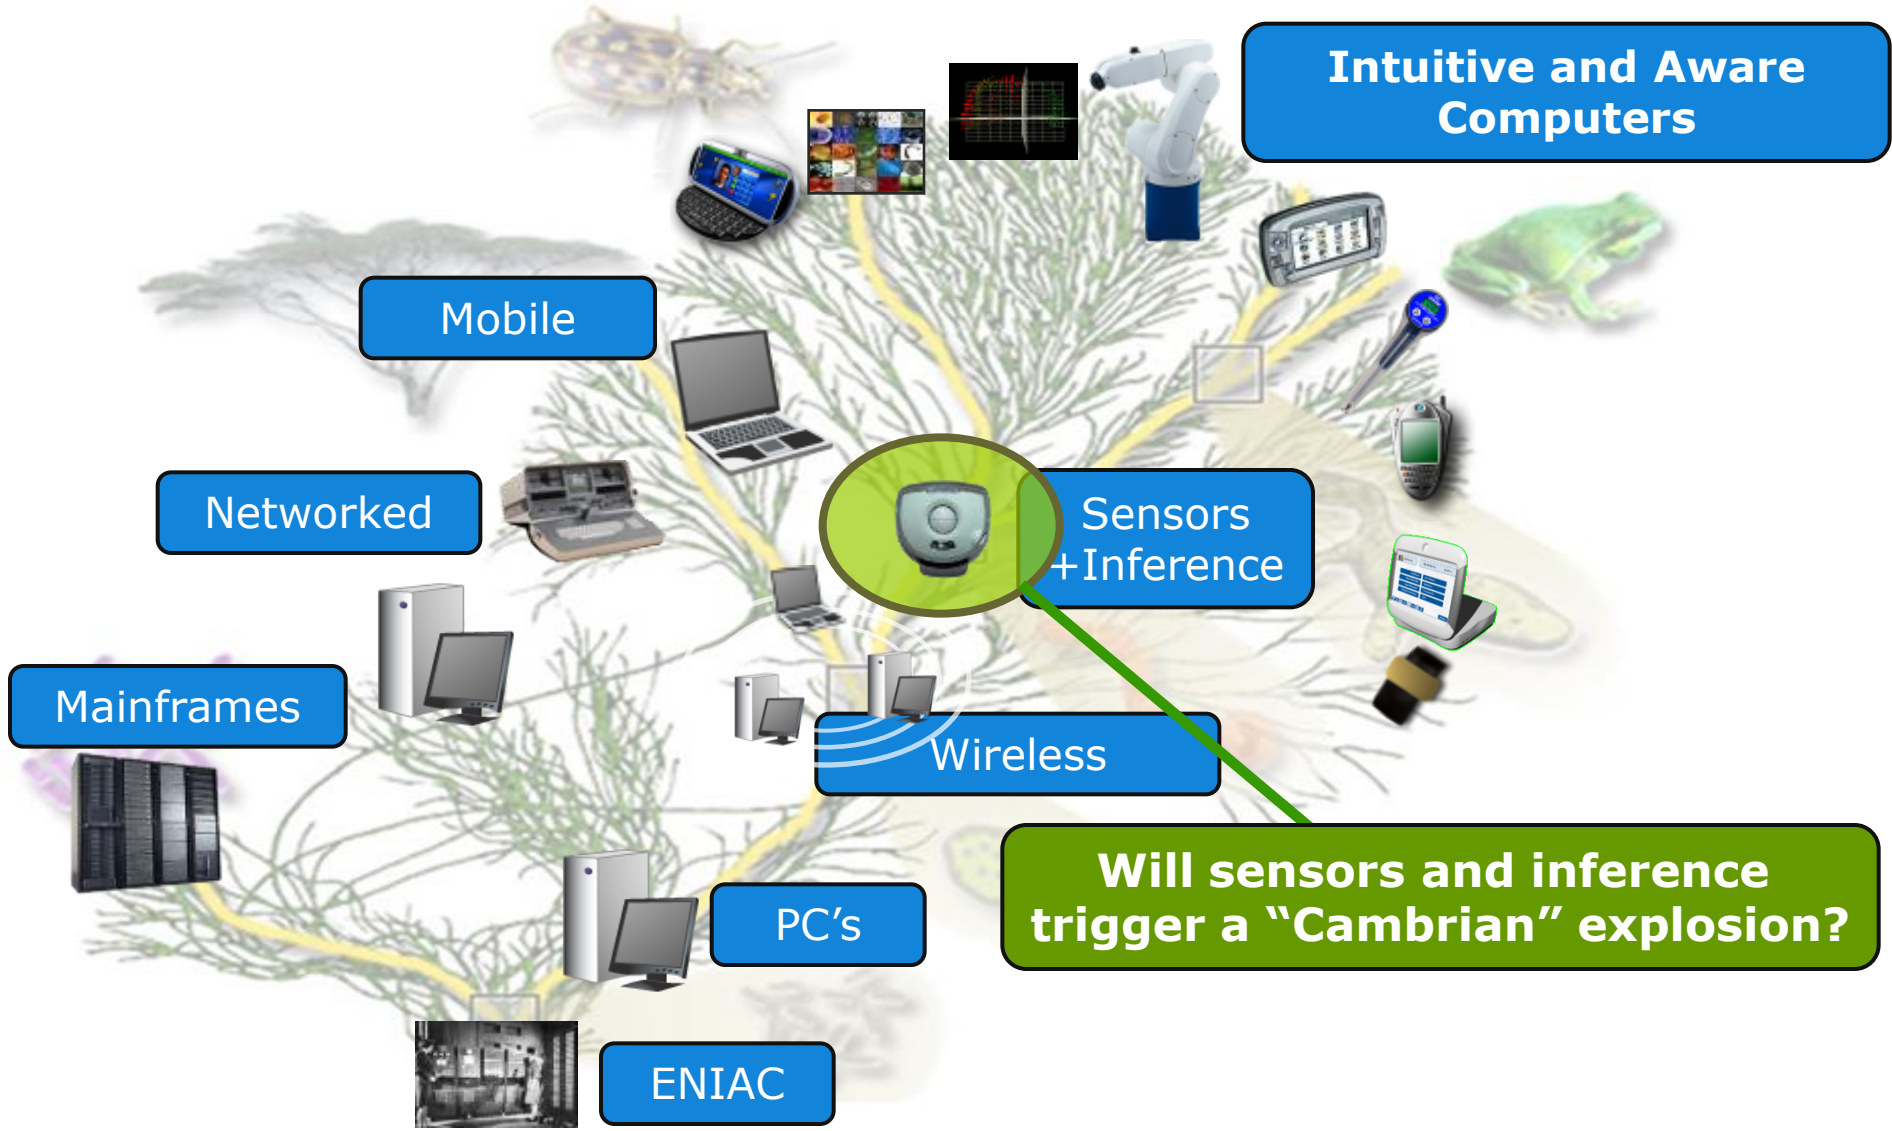 Intuitive and Aware
Computers
Mobile
Networked
Sensors
+Inference
Mainframes
Wireless
Will sensors and inference
trigger a “Cambrian” explosion?
PC’s
ENIAC